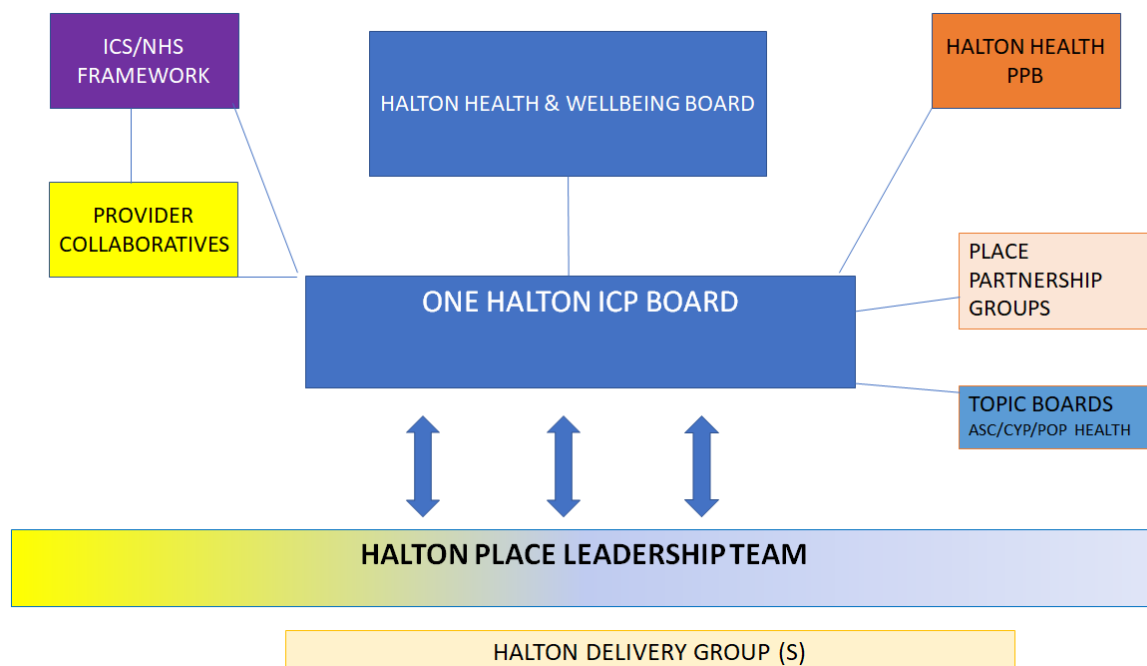 ICS/NHS
FRAMEWORK
HALTON HEALTH & WELLBEING BOARD
HALTON HEALTH
PPB
PROVIDER
COLLABORATIVES
ONE HALTON ICP BOARD
PLACE
PARTNERSHIP
GROUPS
TOPIC BOARDS
ASC/CYP/POP HEALTH
HALTON PLACE LEADERSHIP TEAM
HALTON DELIVERY GROUP (S)